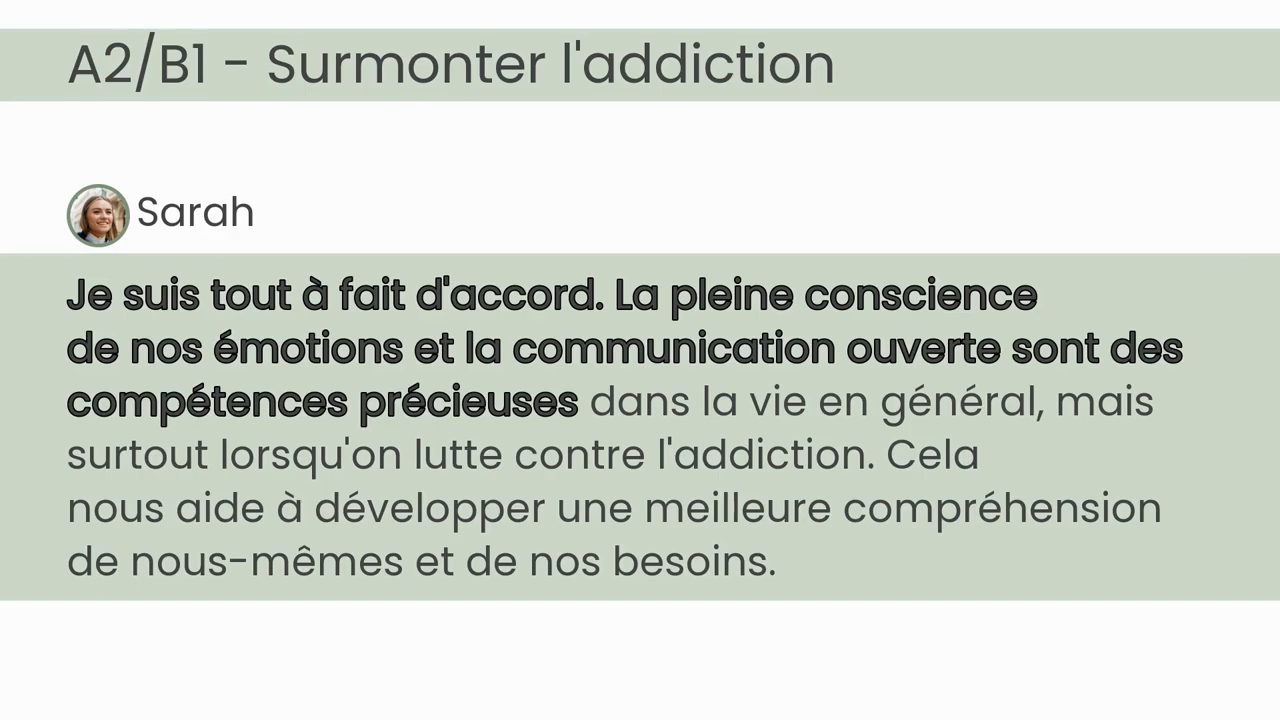 A2/B1 - Surmonter l'addiction
Sarah
Je suis tout à fait d'accord. La pleine conscience
de nos émotions et la communication ouverte sont des
compétences précieuses dans la vie en général, mais
surtout lorsqu'on lutte contre l'addiction. Cela
nous aide à développer une meilleure compréhension
de nous-mêmes et de nos besoins.